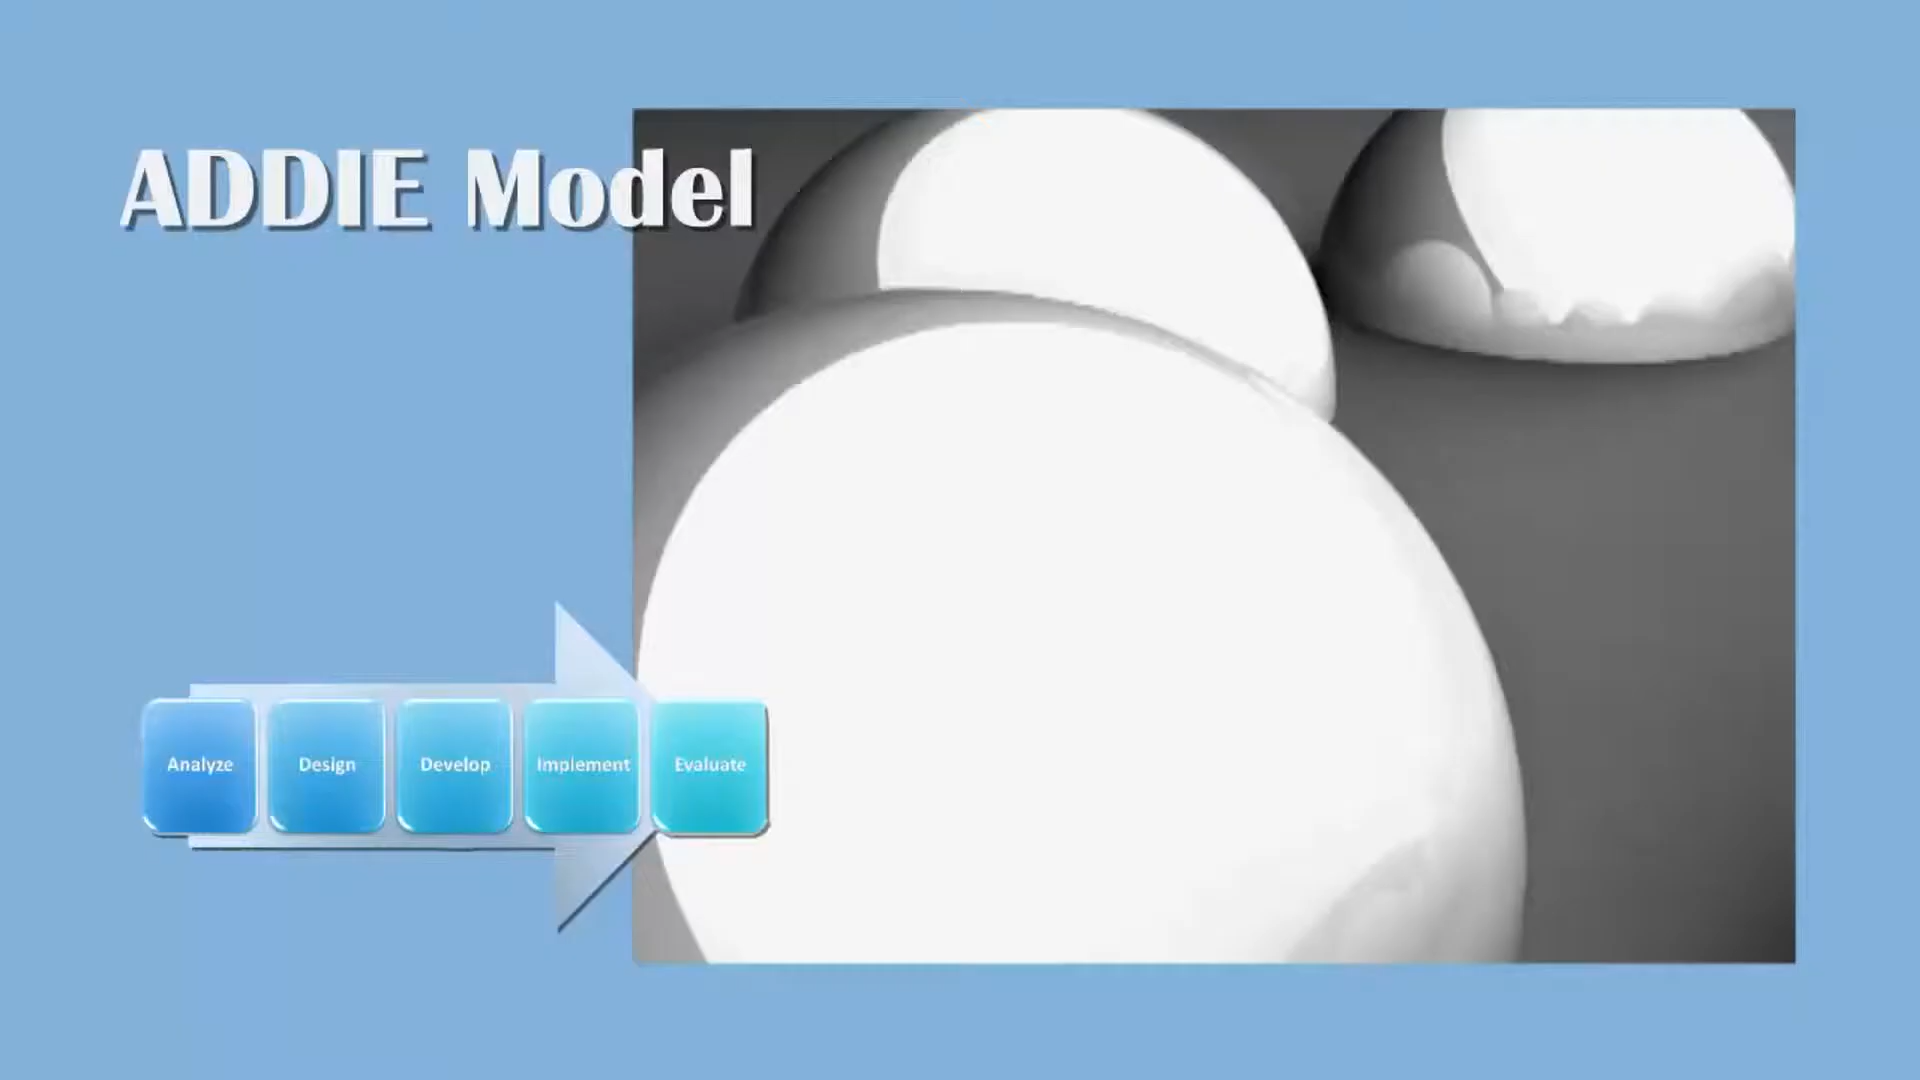 ADDIE Model
Analyze
Design
Develop
Implement
Evaluate